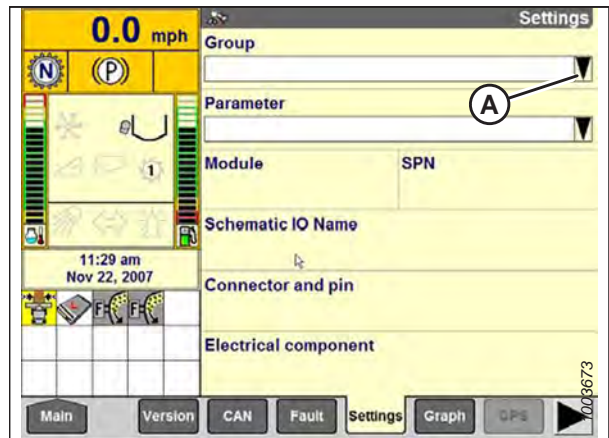 0.0 mph
Settings
Group
N
(P)
A
Parameter
1
Module
SPN
Schematic IO Name
11:29 am
Nov 22, 2007
Connector and pin
F
F
Electrical component
1003673
Main
Version
CAN
Fault
Settings
Graph
GPS